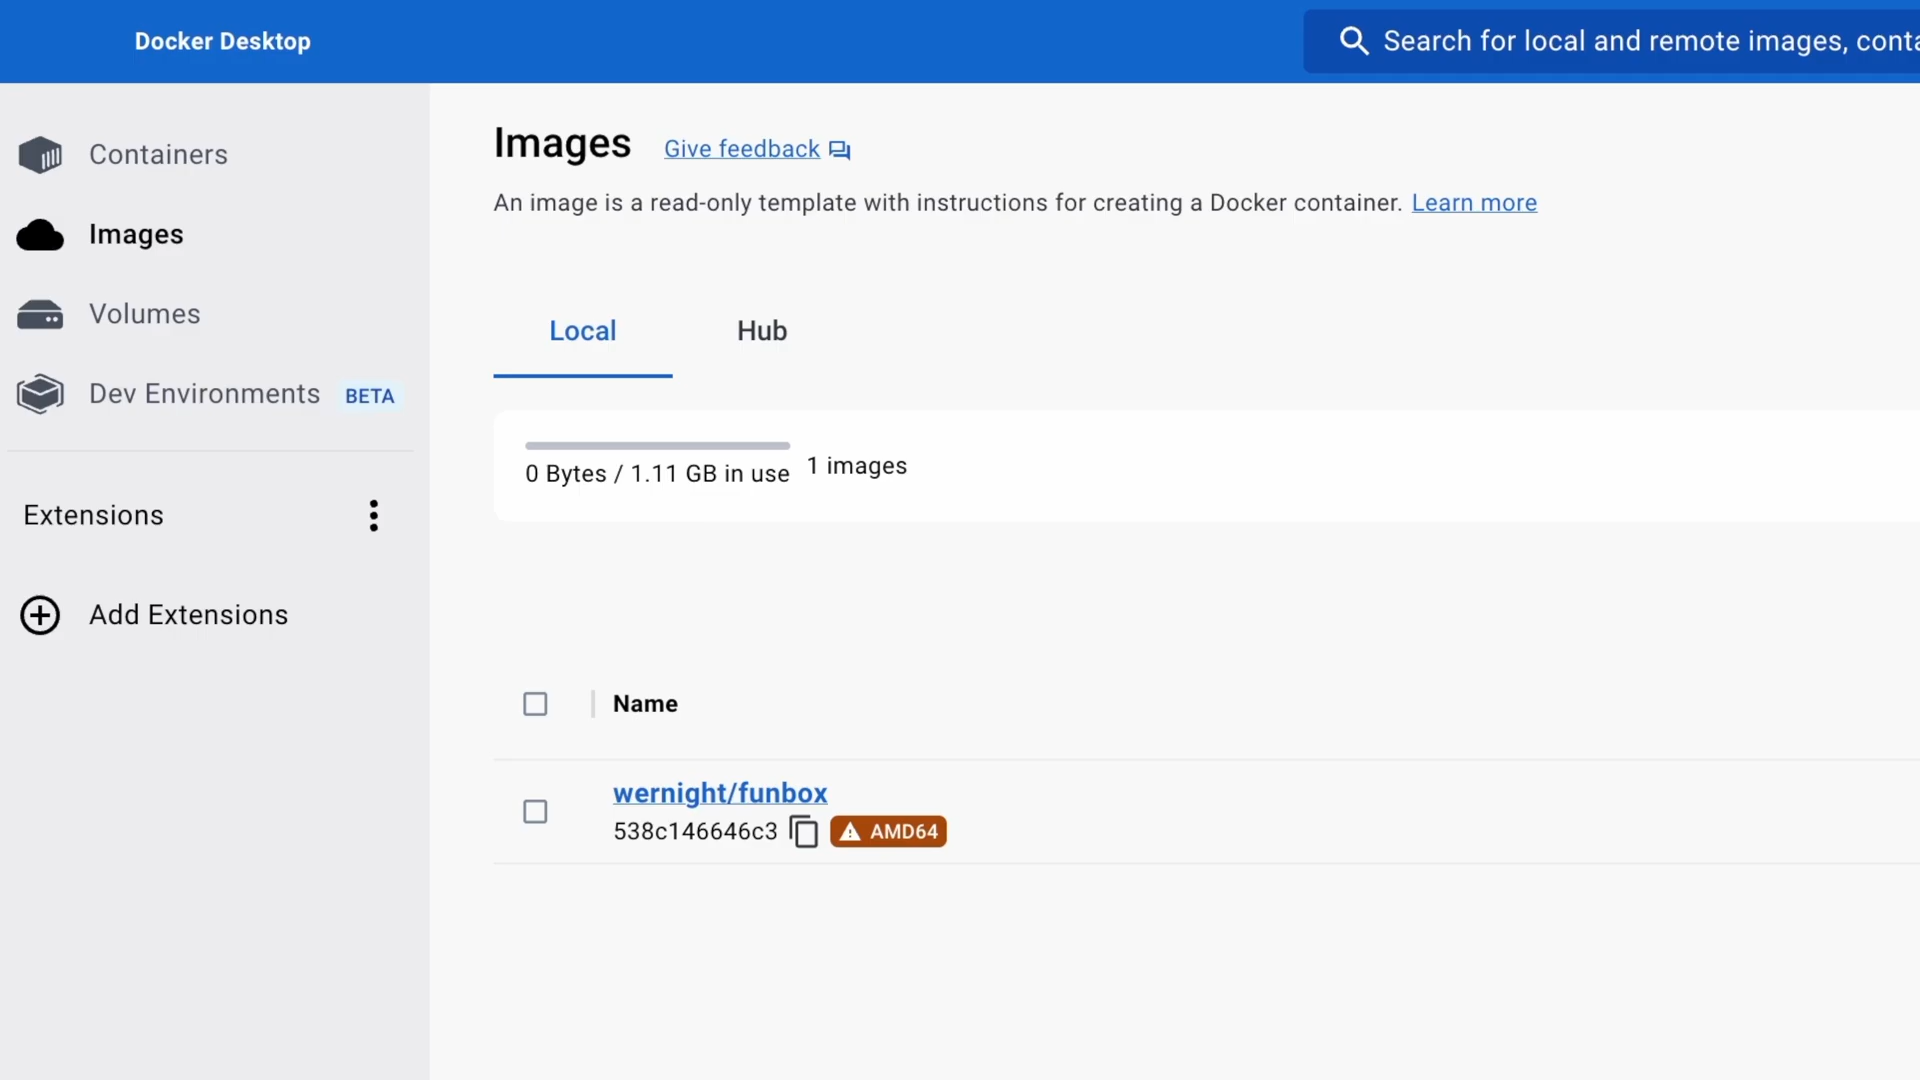 Docker Desktop
Search for local and remote images,
Containers
Images
Volumes
Dev Environments BETA
Extensions
Add Extensions
Images Give feedback
An image is a read-only template with instructions for creating a Docker container. Learn more
Local Hub
0 Bytes / 1.11 GB in use 1 images
Name
wernight/funbox
538c146646c3 AMD64